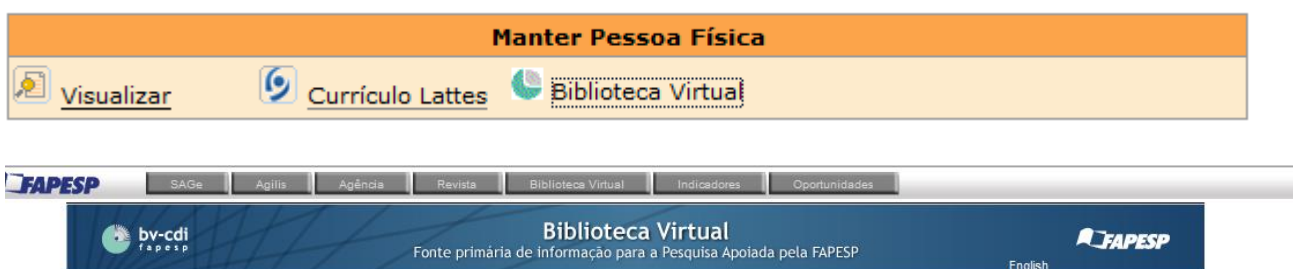 Manter Pessoa Física
Visualizar Currículo Lattes Biblioteca Virtual
FAPESP SAGe Agilis Agência Revista Biblioteca Virtual Indicadores Oportunidades
bv-cdi
fapesp
Biblioteca Virtual
Fonte primária de informação para a Pesquisa Apoiada pela FAPESP
FAPESP
English